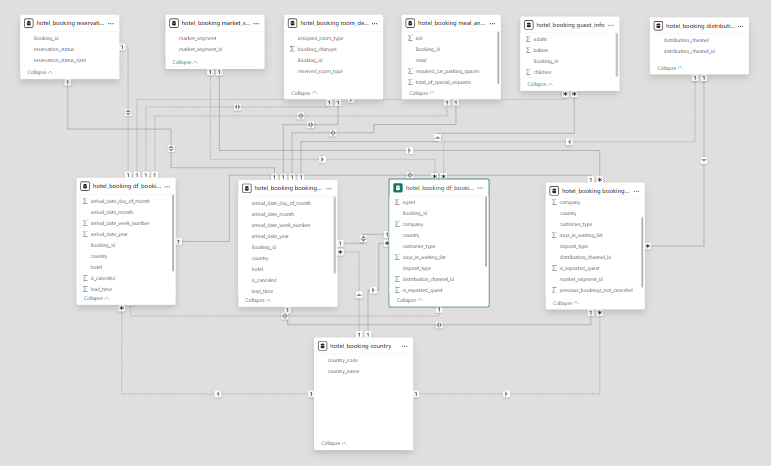 hotel_booking reservati...
Booking_id
reservation_status
reservation_status_date
Collapse
hotel_booking market_s...
market_segment
market_segment_id
Collapse
hotel_booking room_de...
assigned_room_type
booking_changes
Booking_id
reserved_room_type
Collapse
hotel_booking meal_an...
adr
Booking_id
meal
required_car_parking_spaces
total_of_special_requests
Collapse
hotel_booking guest_info
adults
babies
Booking_id
children
Collapse
hotel_booking distributi...
distribution_channel
distribution_channel_id
Collapse
hotel_booking df_booki...
arrival_date_day_of_month
arrival_date_month
arrival_date_week_number
arrival_date_year
Booking_id
country
hotel
is_canceled
lead_time
Collapse
hotel_booking booking...
arrival_date_day_of_month
arrival_date_month
arrival_date_week_number
arrival_date_year
Booking_id
country
hotel
is_canceled
lead_time
Collapse
hotel_booking df_booki...
agent
Booking_id
company
country
customer_type
days_in_waiting_list
deposit_type
distribution_channel_id
is_repeated_guest
Collapse
hotel_booking booking...
company
country
customer_type
days_in_waiting_list
deposit_type
distribution_channel_id
is_repeated_guest
market_segment_id
previous_bookings_not_canceled
Collapse
hotel_booking country
country_code
country_name
Collapse